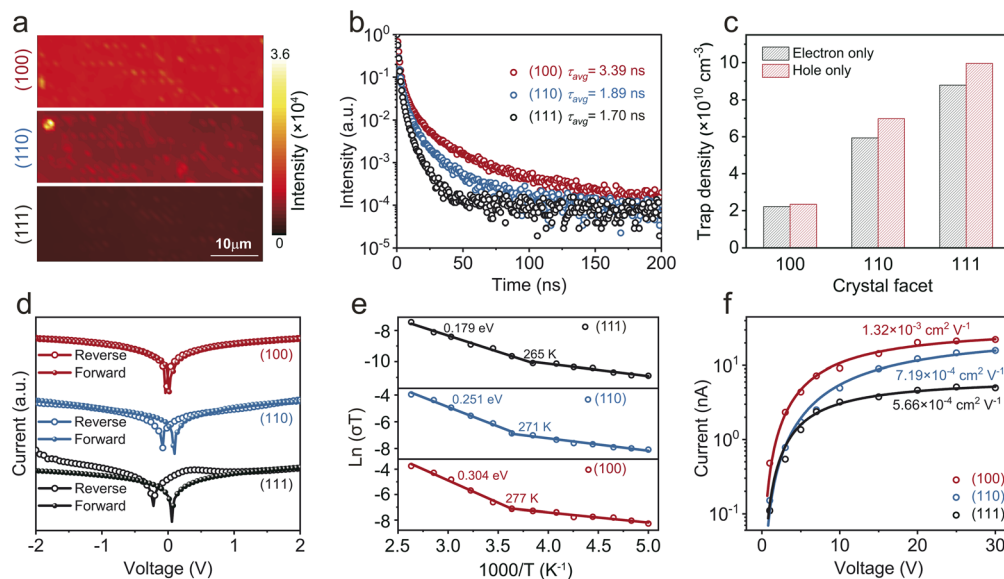 a
(100)
(110)
(111)
10μm
3.6
Intensity (×10⁴)
0
b
Intensity (a.u.)
10⁰
10⁻¹
10⁻²
10⁻³
10⁻⁴
10⁻⁵
(100) τavg = 3.39 ns
(110) τavg = 1.89 ns
(111) τavg = 1.70 ns
0 50 100 150 200
Time (ns)
c
Trap density (×10¹⁰ cm⁻³)
10
8
6
4
2
0
Electron only
Hole only
100 110 111
Crystal facet
d
Current (a.u.)
Reverse
Forward
(100)
Reverse
Forward
(110)
Reverse
Forward
(111)
-2 -1 0 1 2
Voltage (V)
e
Ln (σT)
-8
-10
0.179 eV
265 K
(111)
-4
-6
-8
0.251 eV
271 K
(110)
-4
-6
-8
0.304 eV
277 K
(100)
2.5 3.0 3.5 4.0 4.5 5.0
1000/T (K⁻¹)
f
Current (nA)
10¹
10⁰
10⁻¹
1.32×10⁻³ cm² V⁻¹
7.19×10⁻⁴ cm² V⁻¹
5.66×10⁻⁴ cm² V⁻¹
(100)
(110)
(111)
0 10 20 30
Voltage (V)